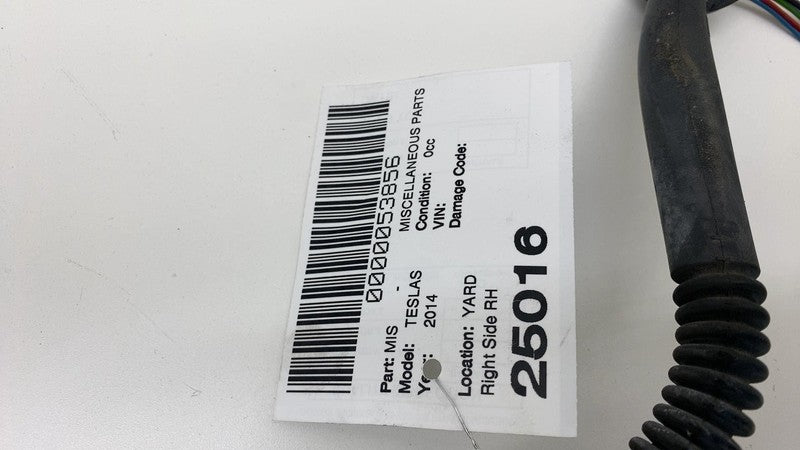 0000053856
Part: MIS - MISCELLANEOUS PARTS
Model: TESLAS Condition: 0cc
2014 VIN:
Damage Code:
Location: YARD
Right Side RH
25016